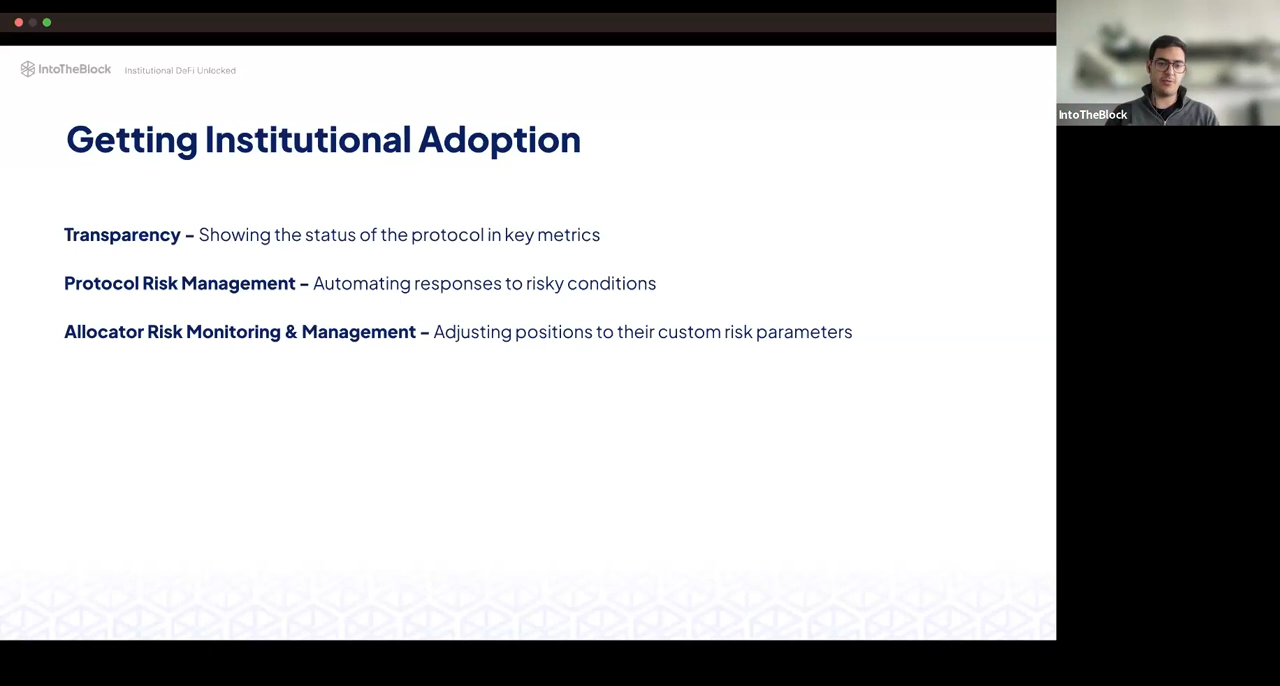 IntoTheBlock Institutional DeFi Unlocked
Getting Institutional Adoption
Transparency – Showing the status of the protocol in key metrics
Protocol Risk Management – Automating responses to risky conditions
Allocator Risk Monitoring & Management – Adjusting positions to their custom risk parameters
IntoTheBlock